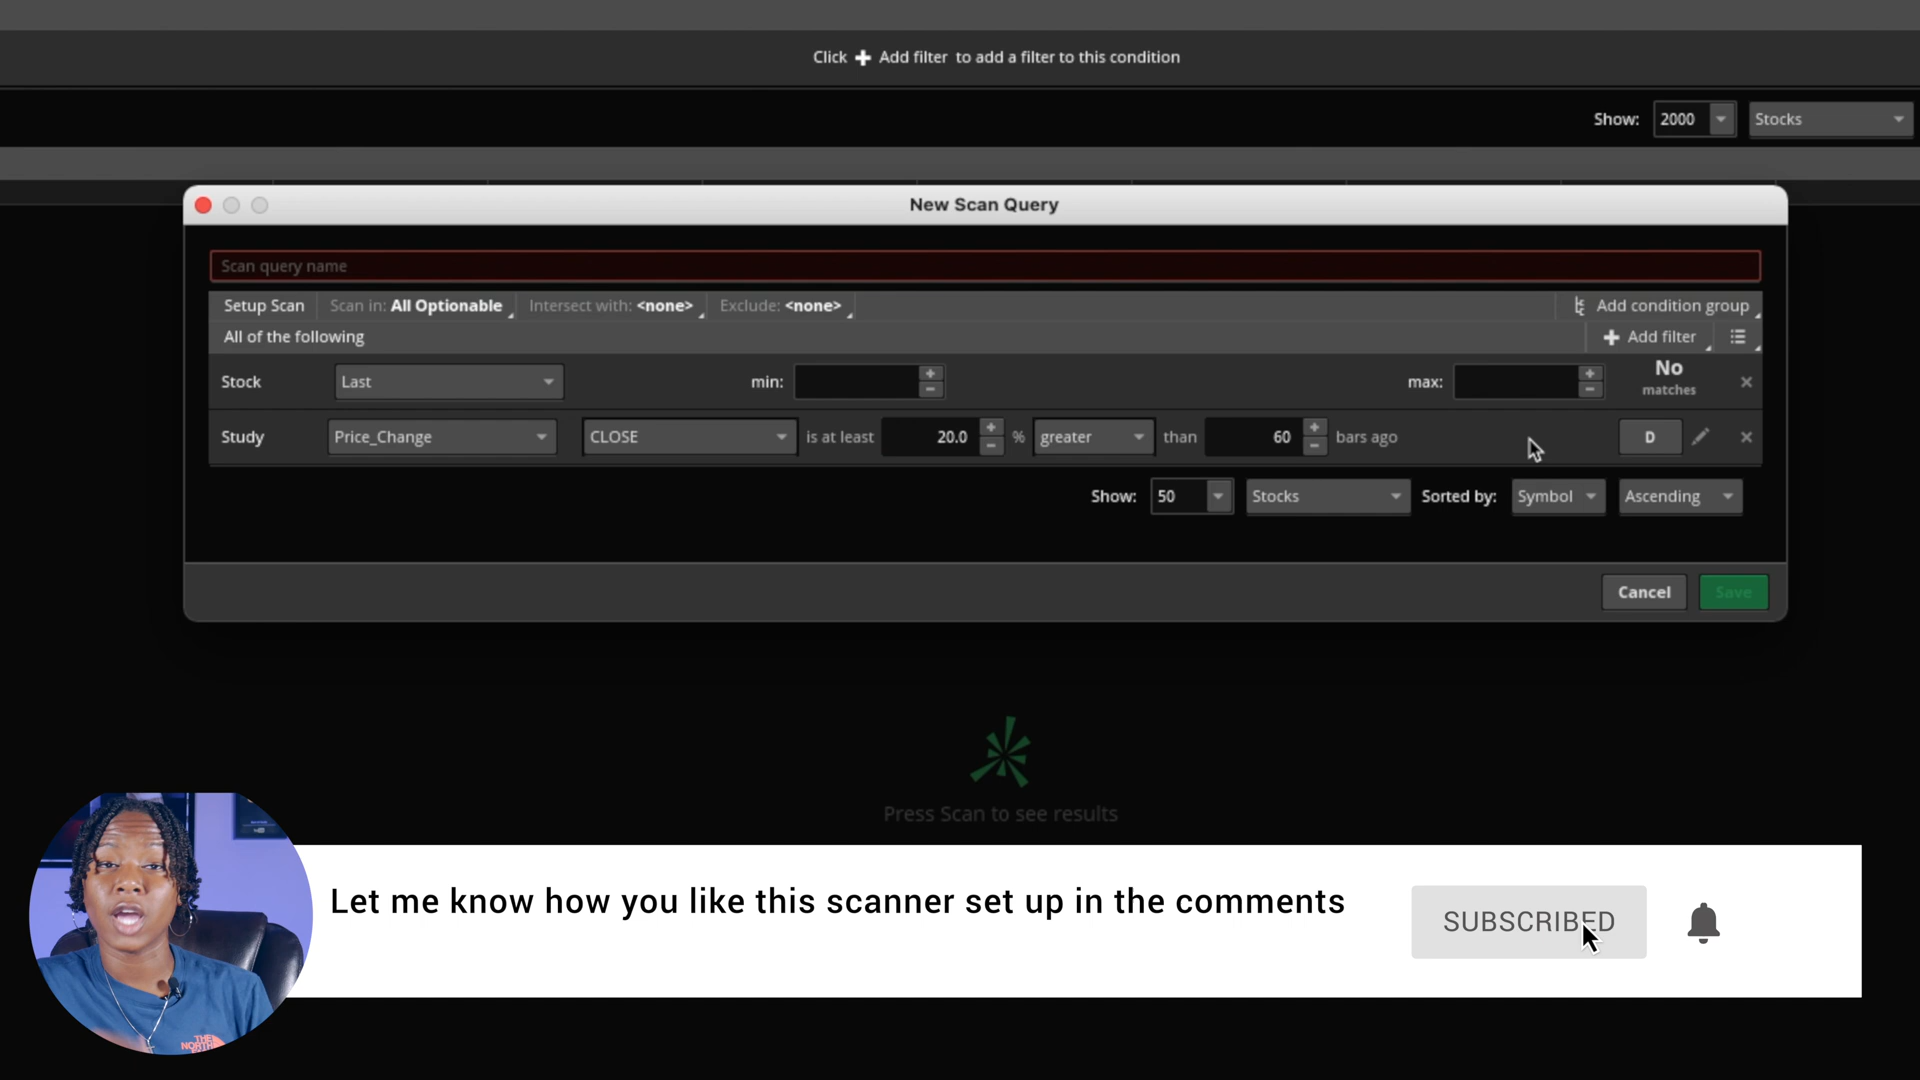 Click + Add filter to add a filter to this condition
Show: 2000 Stocks
New Scan Query
Scan query name
Setup Scan Scan in: All Optionable Intersect with: <none> Exclude: <none> Add condition group
All of the following + Add filter
Stock Last min: max: No matches
Study Price_Change CLOSE is at least 20.0 % greater than 60 bars ago D
Show: 50 Stocks Sorted by: Symbol Ascending
Cancel Save
Press Scan to see results
Let me know how you like this scanner set up in the comments
SUBSCRIBED
THE NORTH